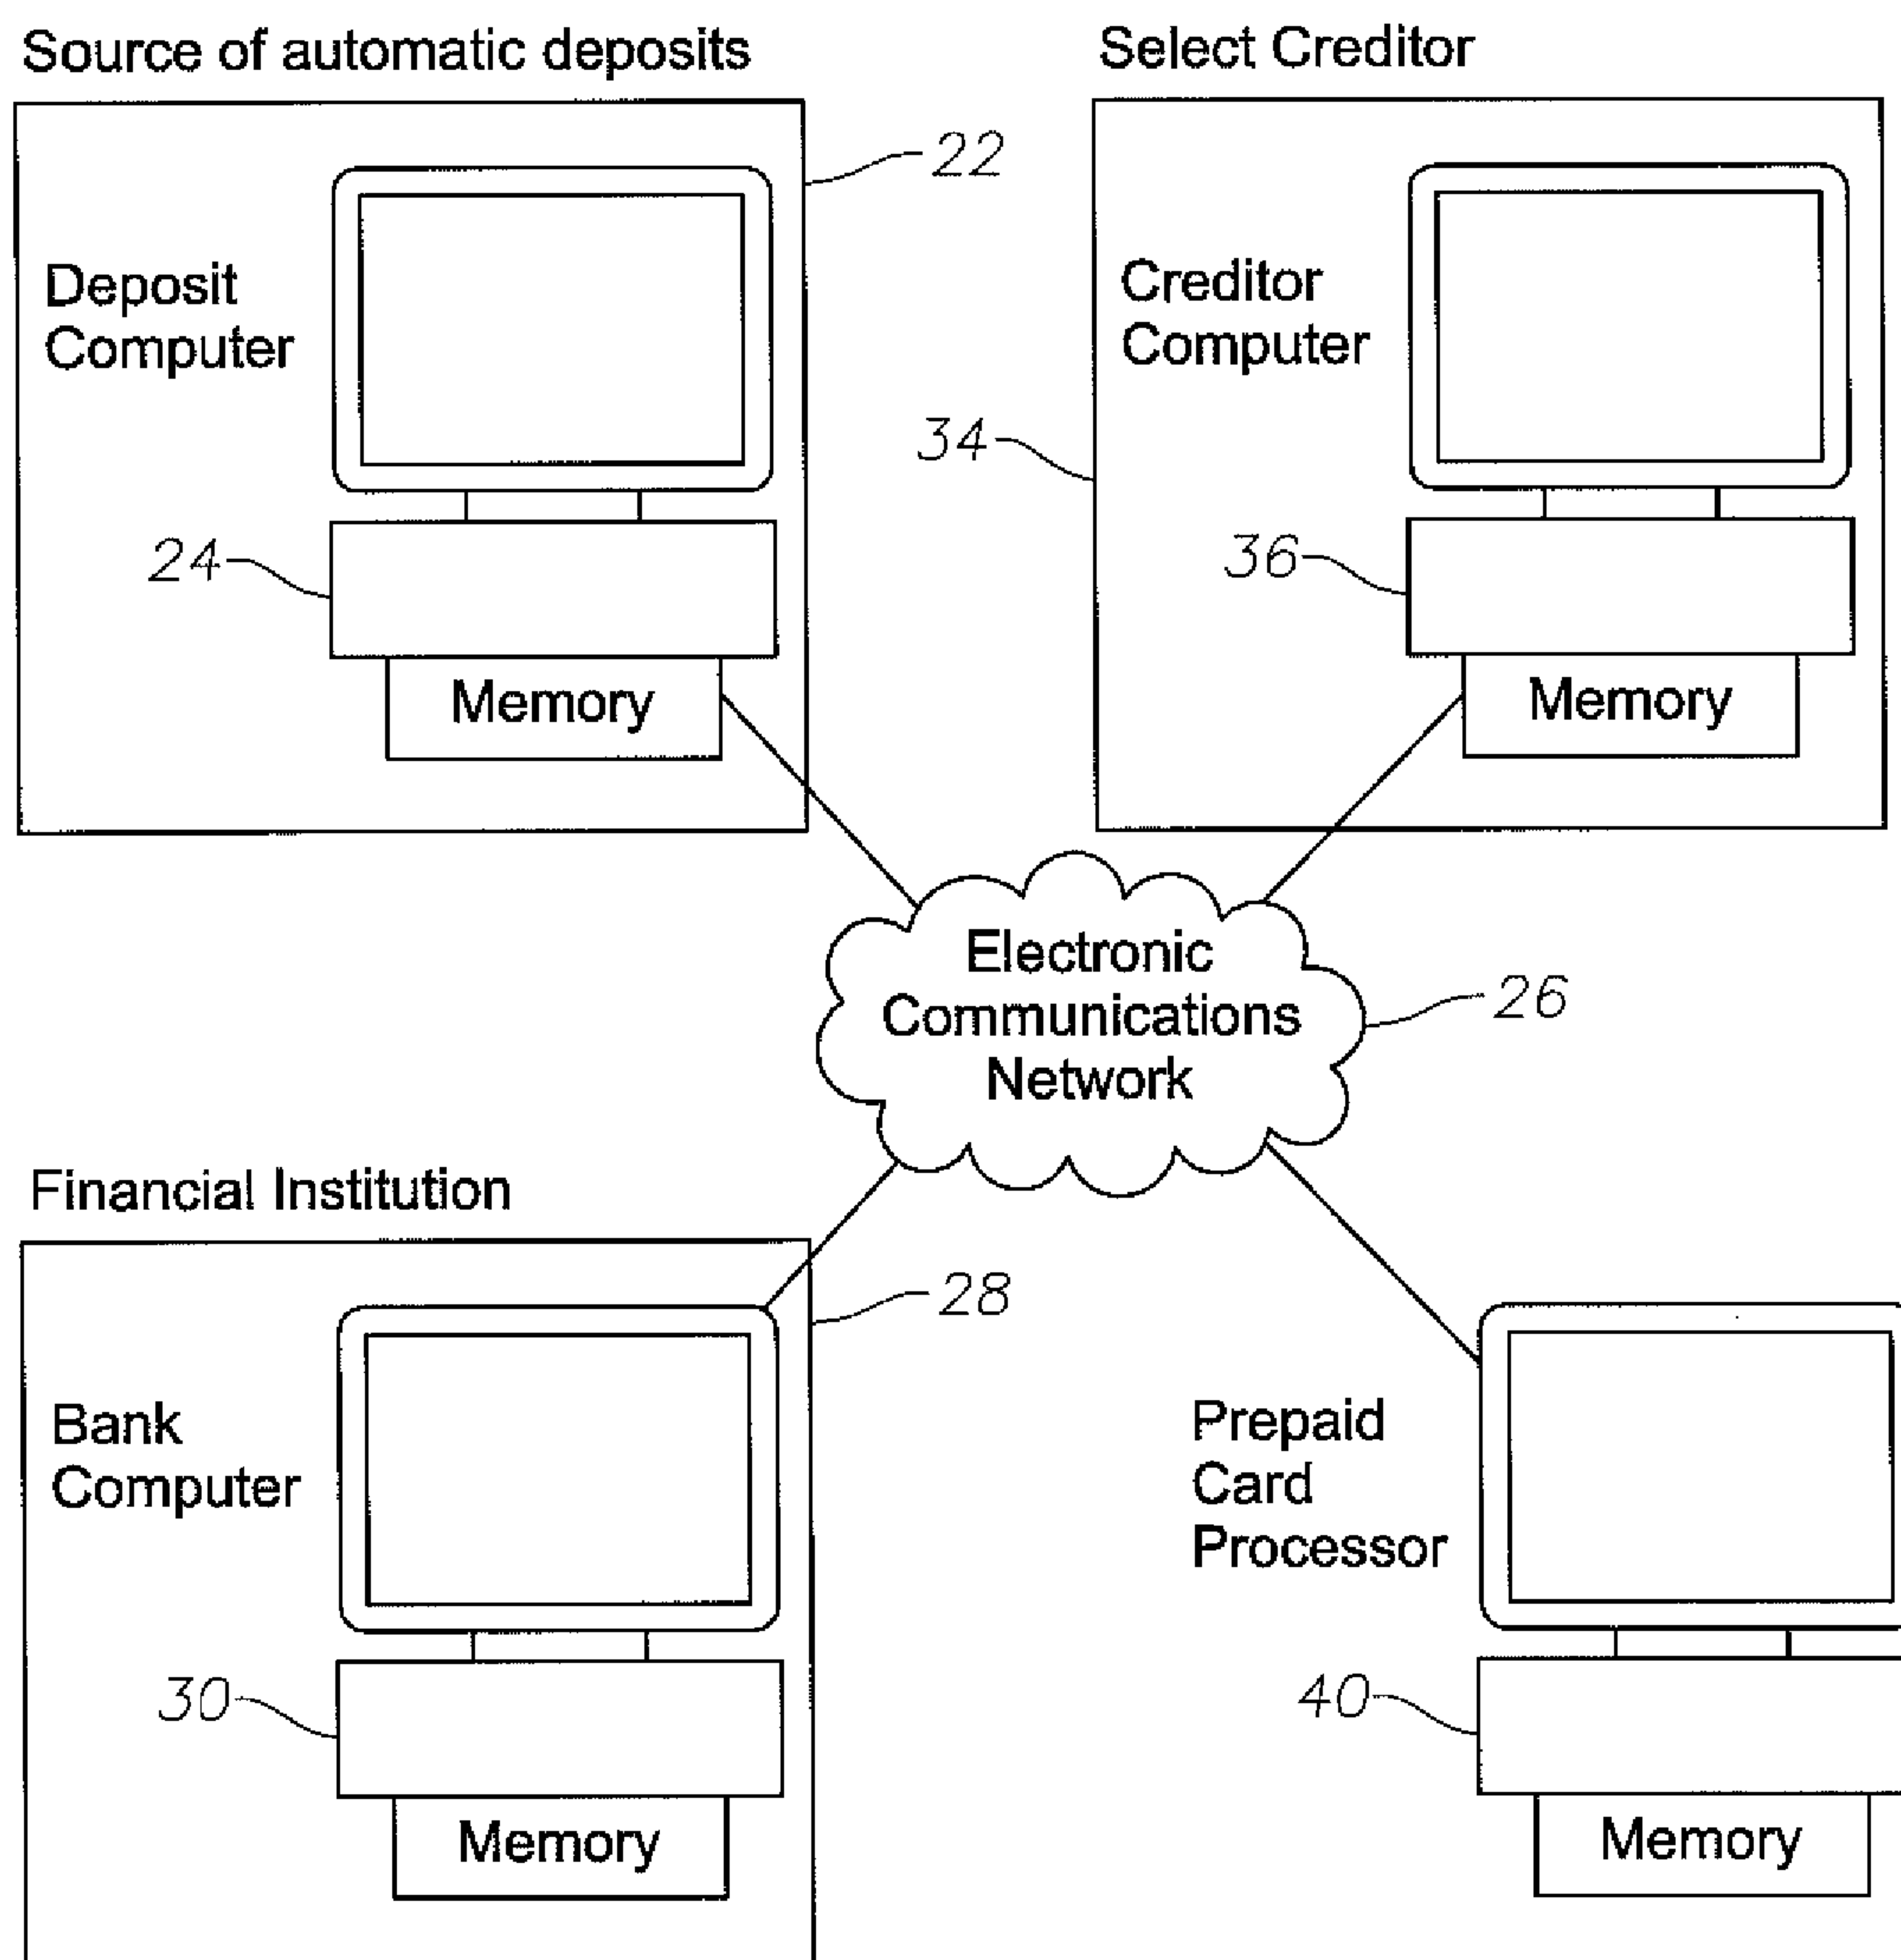 Source of automatic deposits
Select Creditor
22
Deposit
Computer
Creditor
Computer
34
24
36
Memory
Memory
Electronic
Communications
Network
26
Financial Institution
28
Bank
Computer
Prepaid
Card
Processor
30
40
Memory
Memory